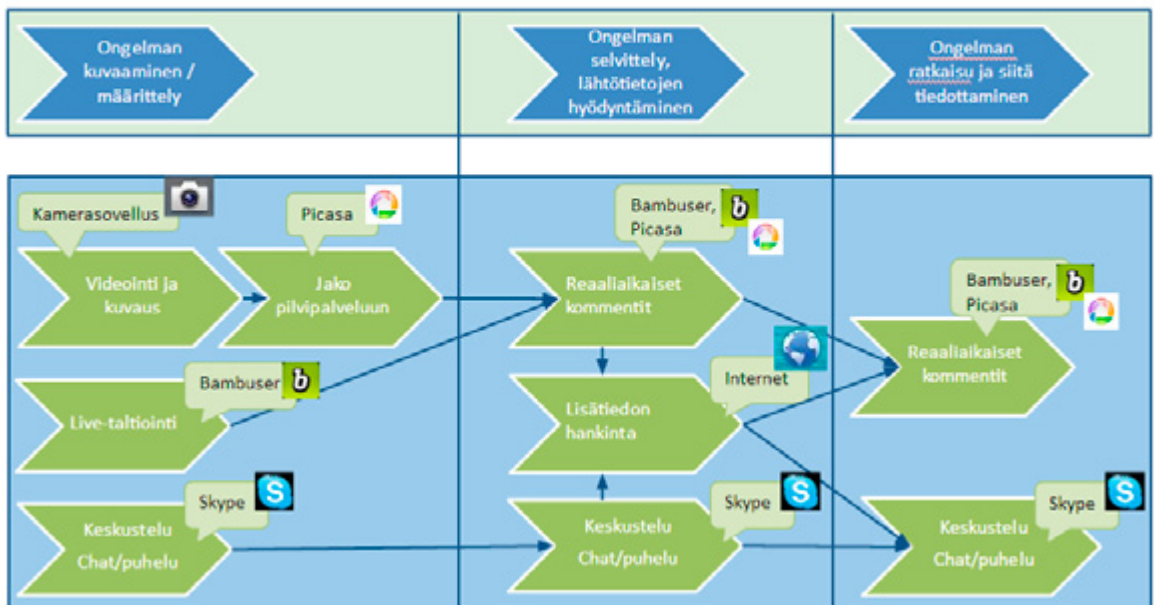 Ongelman
kuvaaminen /
määrittely
Ongelman
selvittely,
lähtötietojen
hyödyntäminen
Ongelman
ratkaisu ja siitä
tiedottaminen
Kamerasovellus
Picasa
Videointi ja
kuvaus
Jako
pilvipalveluun
Bambuser
Live-taltiointi
Skype
Keskustelu
Chat/puhelu
Bambuser,
Picasa
Reaaliaikaiset
kommentit
Internet
Lisätiedon
hankinta
Skype
Keskustelu
Chat/puhelu
Bambuser,
Picasa
Reaaliaikaiset
kommentit
Skype
Keskustelu
Chat/puhelu